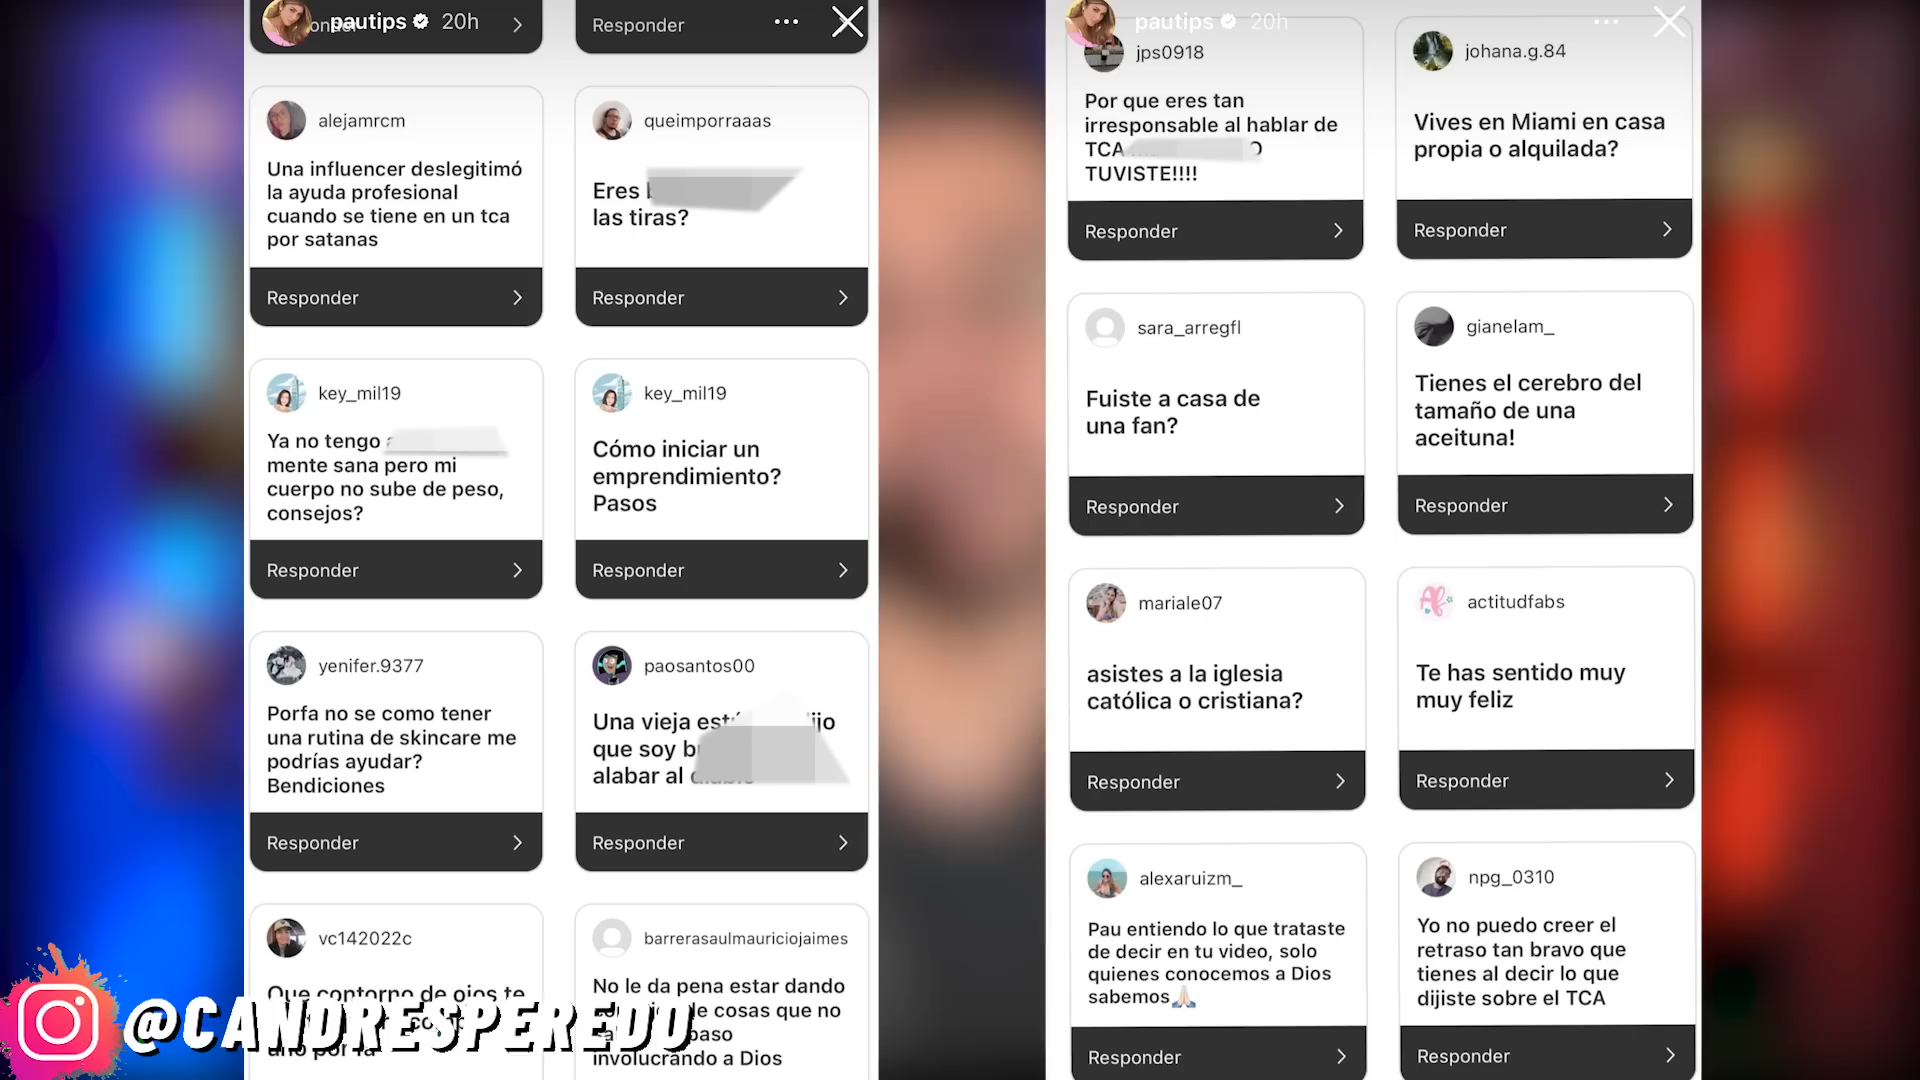 pautips 20h
Responder
alejamrcm
Una influencer deslegitimó
la ayuda profesional
cuando se tiene en un tca
por satanas
Responder
queimporraaas
Eres
las tiras?
Responder
key_mil19
Ya no tengo
mente sana pero mi
cuerpo no sube de peso,
consejos?
Responder
key_mil19
Cómo iniciar un
emprendimiento?
Pasos
Responder
yenifer.9377
Porfa no se como tener
una rutina de skincare me
podrías ayudar?
Bendiciones
Responder
paosantos00
Una vieja
que soy
alabar al
Responder
vc142022c
Que contorno de ojos te
barrerasaulmauriciojaimes
No le da pena estar dando
de cosas que no
involucrando a Dios
pautips 20h
jps0918
Por que eres tan
irresponsable al hablar de
TCA
TUVISTE!!!!
Responder
johana.g.84
Vives en Miami en casa
propia o alquilada?
Responder
sara_arregfl
Fuiste a casa de
una fan?
Responder
gianelam_
Tienes el cerebro del
tamaño de una
aceituna!
Responder
mariale07
asistes a la iglesia
católica o cristiana?
Responder
actitudfabs
Te has sentido muy
muy feliz
Responder
alexaruizm_
Pau entiendo lo que trataste
de decir en tu video, solo
quienes conocemos a Dios
sabemos🙏🏻
Responder
npg_0310
Yo no puedo creer el
retraso tan bravo que
tienes al decir lo que
dijiste sobre el TCA
Responder
@CANDRESPEREDO